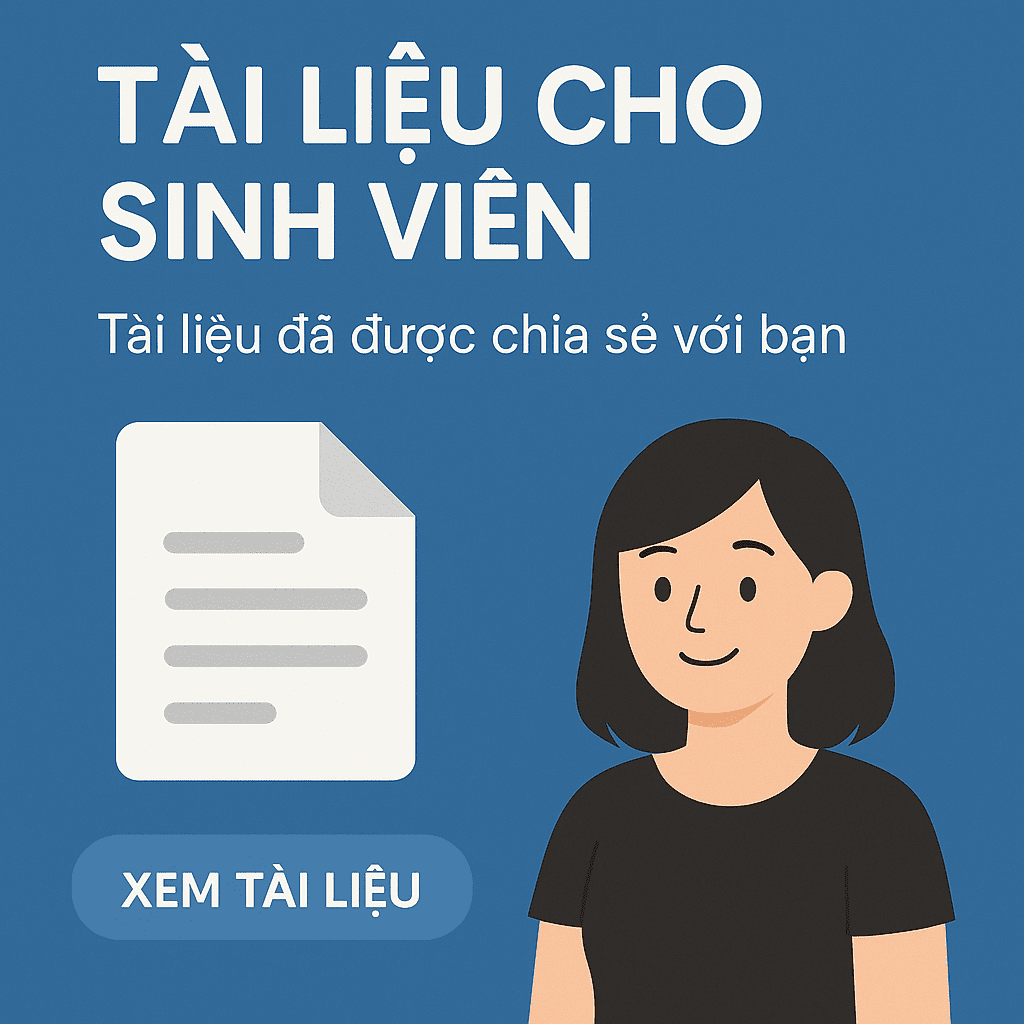 TÀI LIỆU CHO
SINH VIÊN
Tài liệu đã được chia sẻ với bạn
XEM TÀI LIỆU